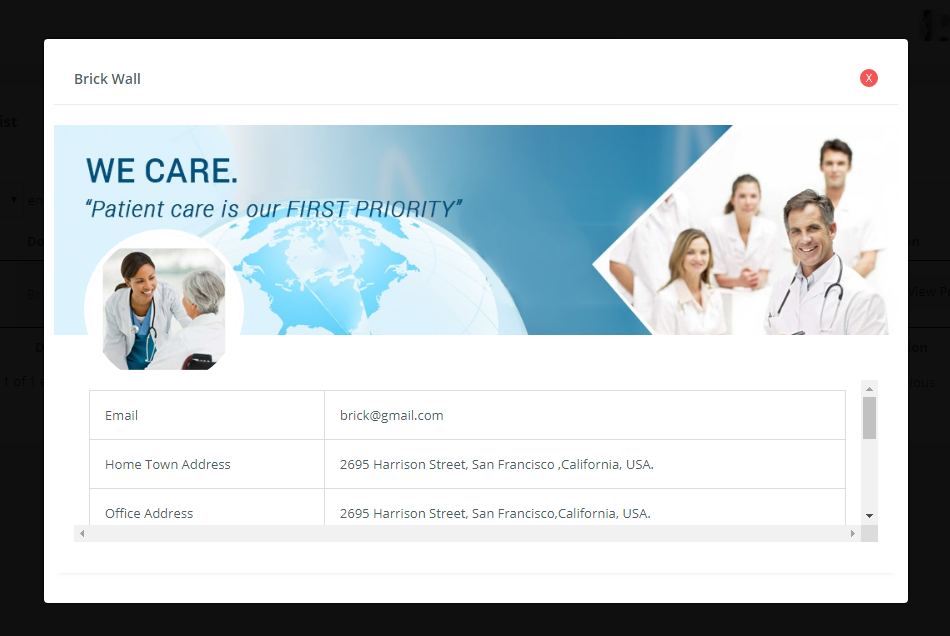 Brick Wall
X
WE CARE.
“Patient care is our FIRST PRIORITY”
Email
brick@gmail.com
Home Town Address
2695 Harrison Street, San Francisco ,California, USA.
Office Address
2695 Harrison Street, San Francisco,California, USA.